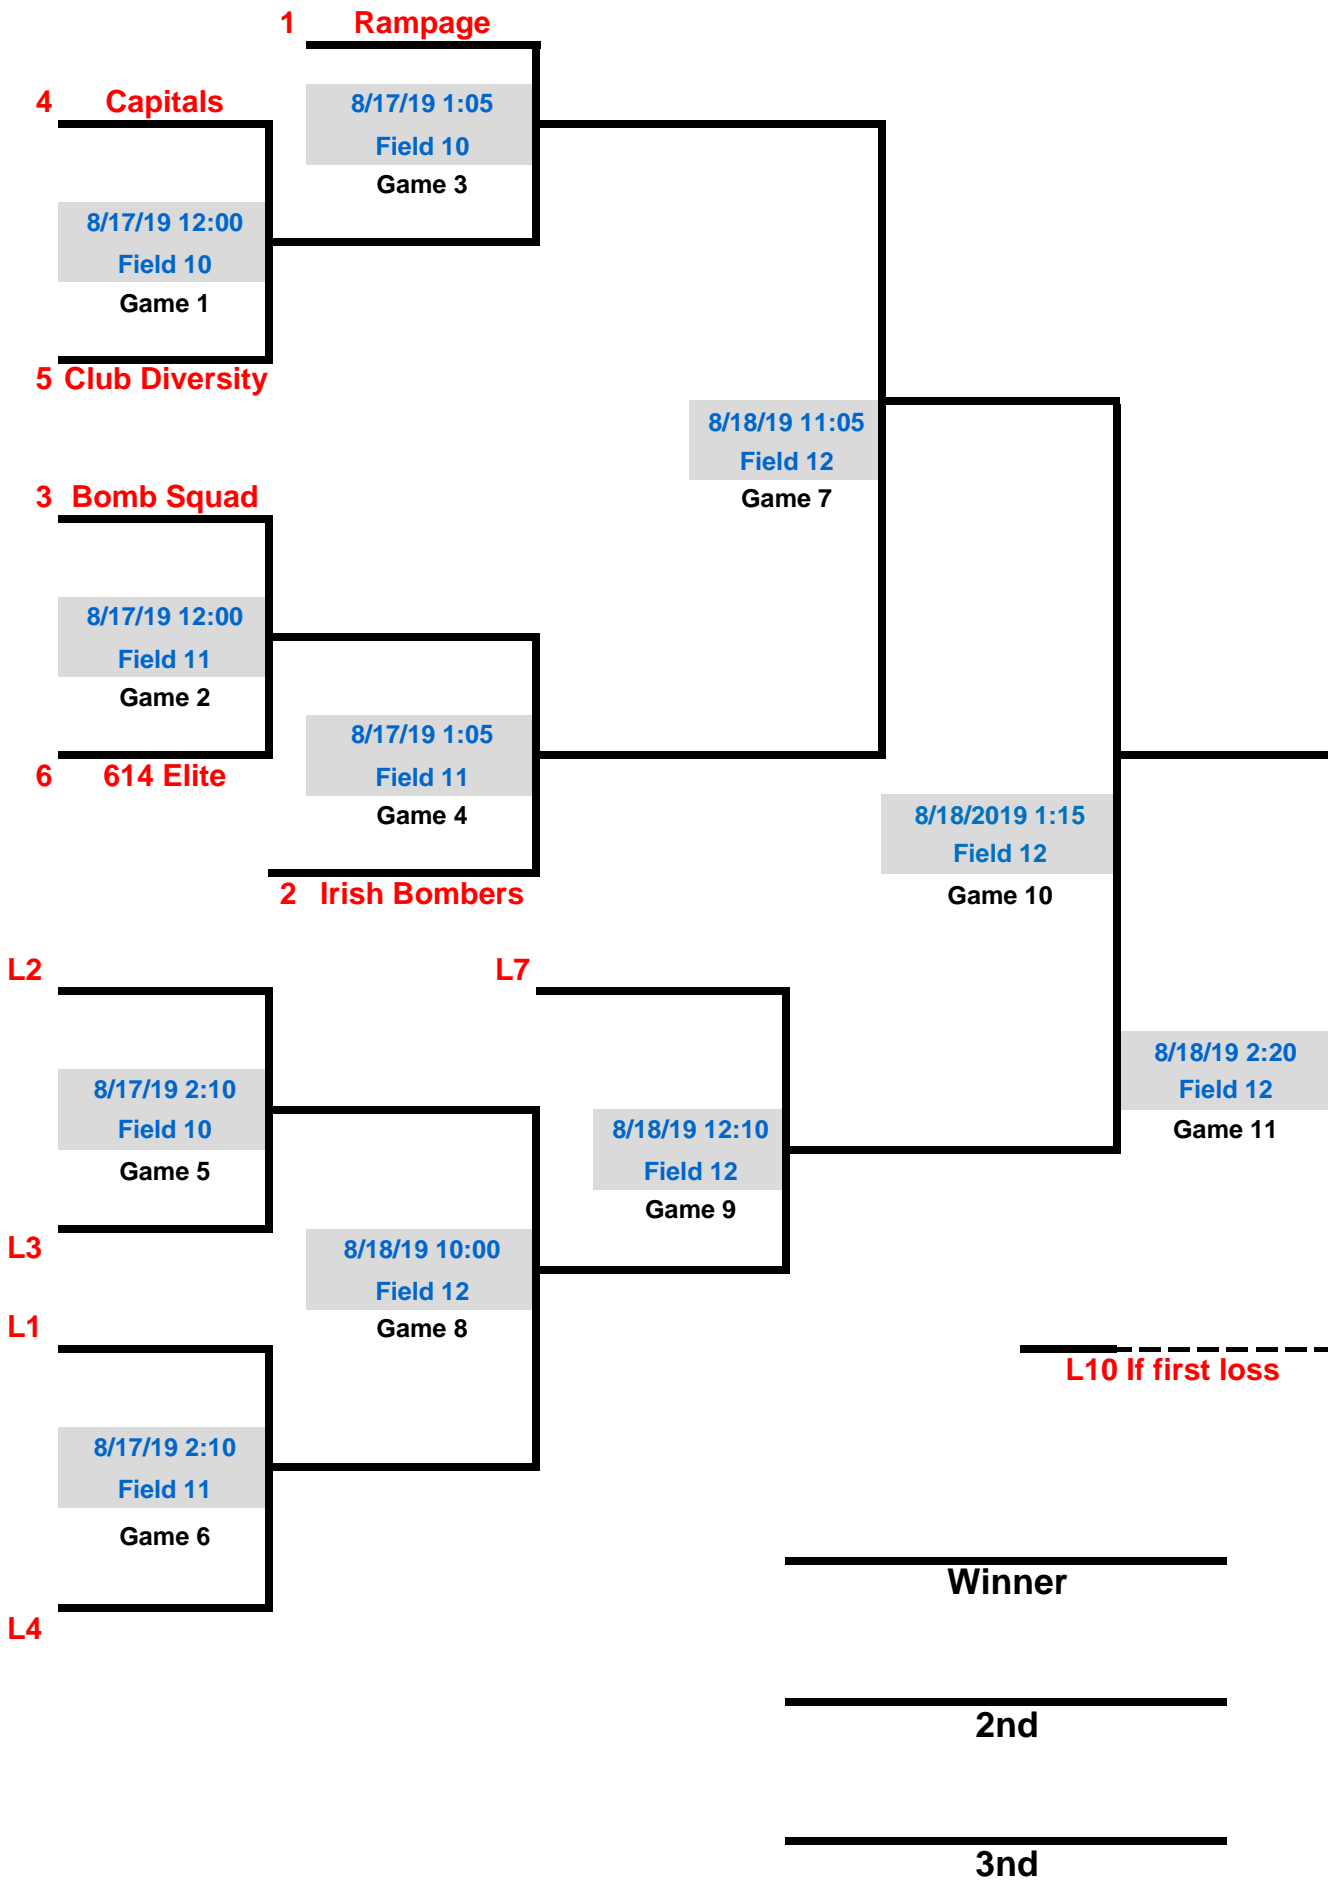 1 Rampage
4 Capitals
8/17/19 1:05
Field 10
Game 3
8/17/19 12:00
Field 10
Game 1
5 Club Diversity
8/18/19 11:05
Field 12
Game 7
3 Bomb Squad
8/17/19 12:00
Field 11
Game 2
8/17/19 1:05
Field 11
Game 4
6 614 Elite
8/18/2019 1:15
Field 12
Game 10
2 Irish Bombers
L2
L7
8/17/19 2:10
Field 10
Game 5
8/18/19 2:20
Field 12
Game 11
8/18/19 12:10
Field 12
Game 9
L3
8/18/19 10:00
Field 12
Game 8
L1
L10 If first loss
8/17/19 2:10
Field 11
Game 6
Winner
L4
2nd
3nd